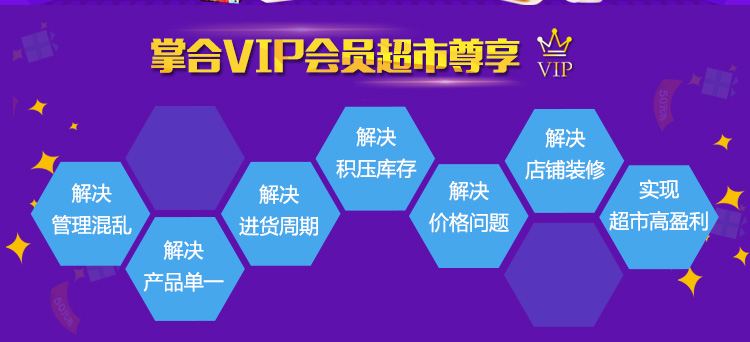 掌合VIP会员超市尊享
VIP
解决
管理混乱
解决
产品单一
解决
进货周期
解决
积压库存
解决
价格问题
解决
店铺装修
实现
超市高盈利